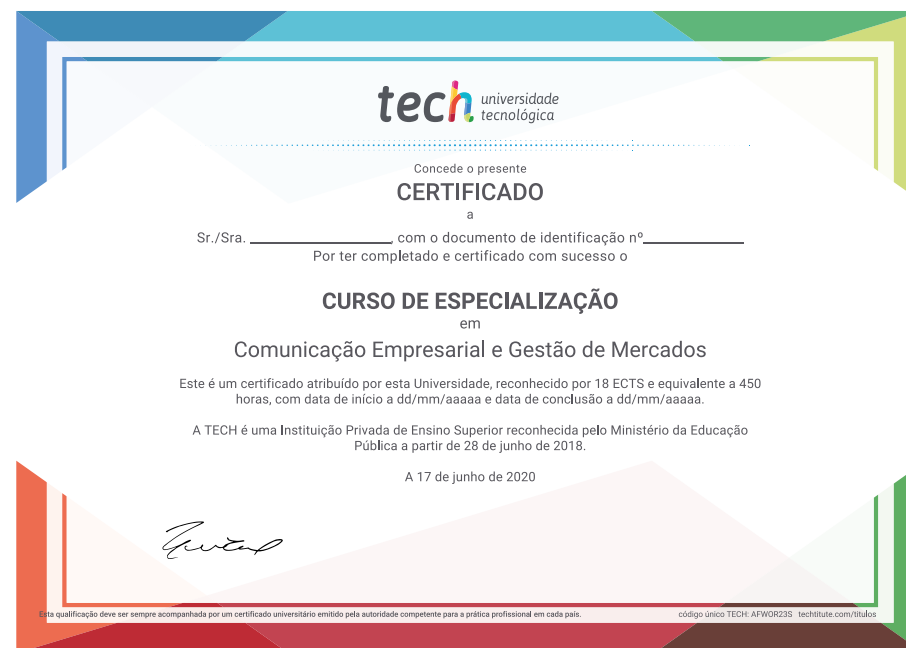 tech universidade
tecnológica
Concede o presente
CERTIFICADO
a
Sr./Sra. ____________________, com o documento de identificação nº______________
Por ter completado e certificado com sucesso o
CURSO DE ESPECIALIZAÇÃO
em
Comunicação Empresarial e Gestão de Mercados
Este é um certificado atribuído por esta Universidade, reconhecido por 18 ECTS e equivalente a 450
horas, com data de início a dd/mm/aaaaa e data de conclusão a dd/mm/aaaaa.
A TECH é uma Instituição Privada de Ensino Superior reconhecida pelo Ministério da Educação
Pública a partir de 28 de junho de 2018.
A 17 de junho de 2020
Esta qualificação deve ser sempre acompanhada por um certificado universitário emitido pela autoridade competente para a prática profissional em cada país.
código único TECH: AFWOR23S techtitute.com/titulos